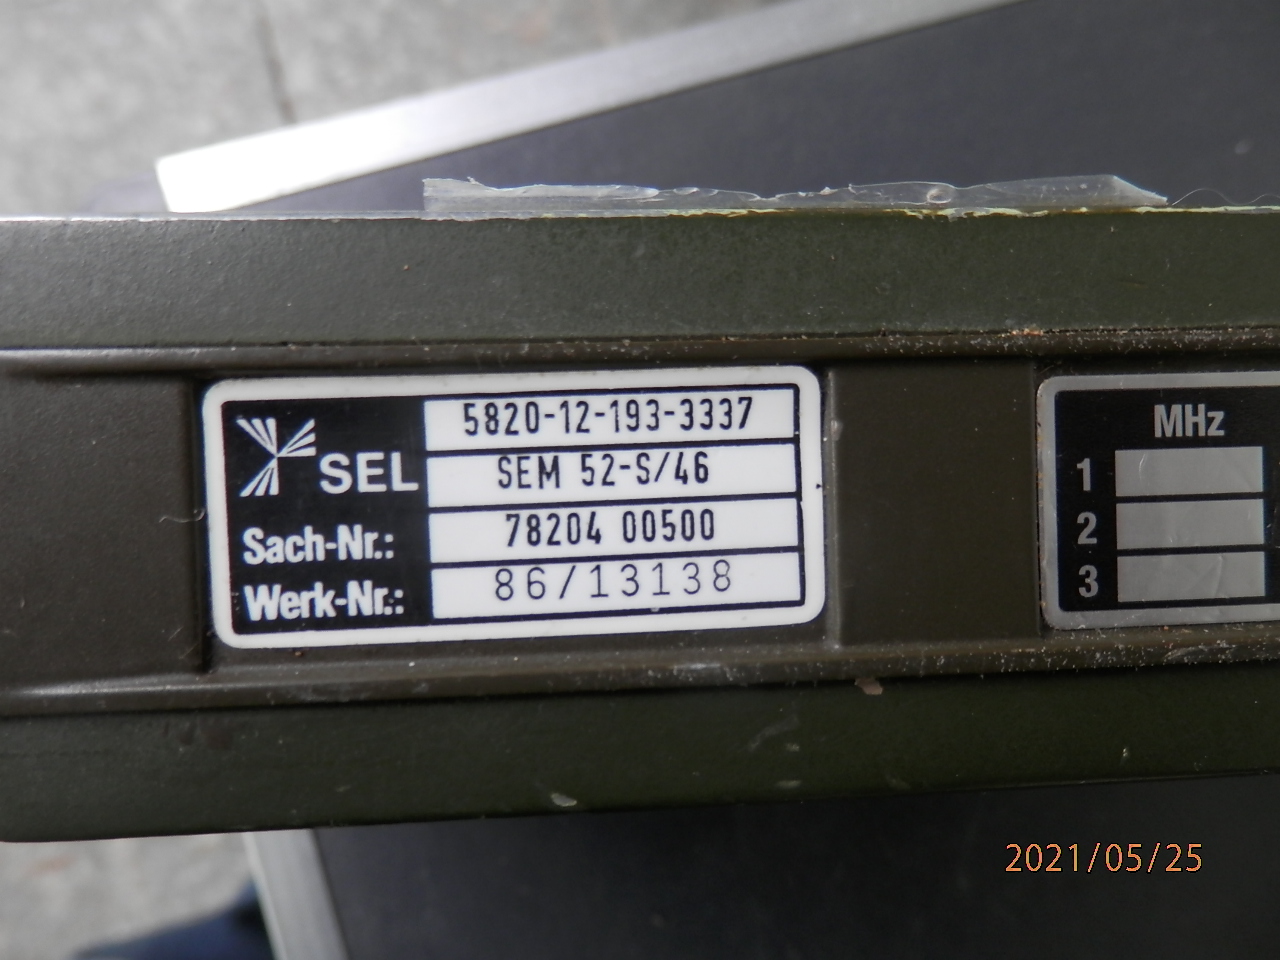 5820-12-193-3337
SEL
SEM 52-S/46
Sach-Nr.: 78204 00500
Werk-Nr.: 86/13138
MHz
1
2
3
2021/05/25